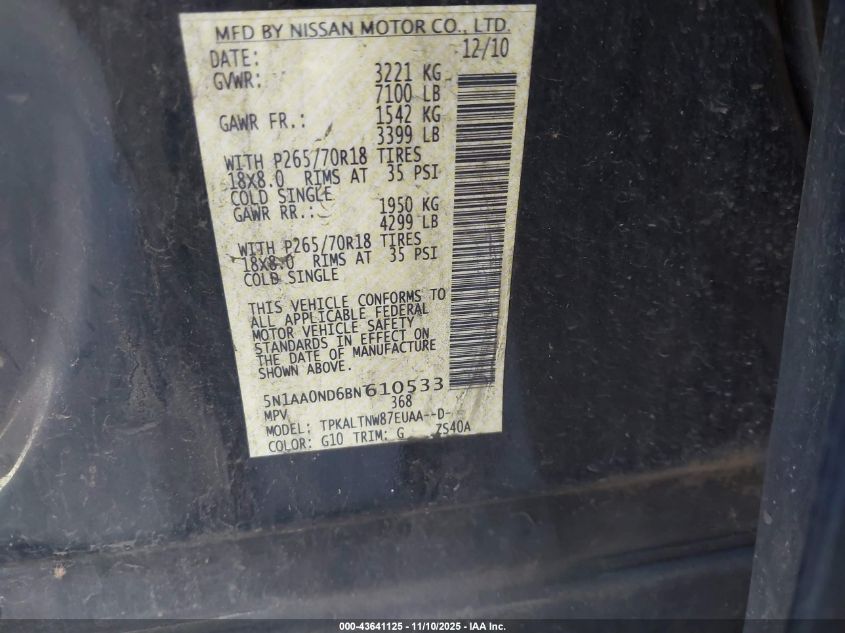 MFD BY NISSAN MOTOR CO., LTD.
DATE: 12/10
GVWR: 3221 KG
7100 LB
GAWR FR.: 1542 KG
3399 LB
WITH P265/70R18 TIRES
18X8.0 RIMS AT 35 PSI
COLD SINGLE
GAWR RR.: 1950 KG
4299 LB
WITH P265/70R18 TIRES
18X8.0 RIMS AT 35 PSI
COLD SINGLE
THIS VEHICLE CONFORMS TO
ALL APPLICABLE FEDERAL
MOTOR VEHICLE SAFETY
STANDARDS IN EFFECT ON
THE DATE OF MANUFACTURE
SHOWN ABOVE.
5N1AA0ND6BN610533
MPV 368
MODEL: TPKALTNW87EUAA--D-
COLOR: G10 TRIM: G ZS40A
000-43641125 - 11/10/2025 - IAA Inc.